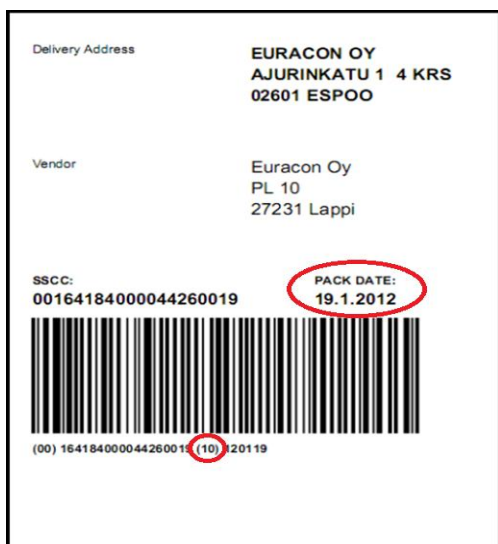 Delivery Address
EURACON OY
AJURINKATU 1 4 KRS
02601 ESPOO
Vendor
Euracon Oy
PL 10
27231 Lappi
SSCC:
00164184000044260019
PACK DATE:
19.1.2012
(00) 164184000044260019 (10) 120119